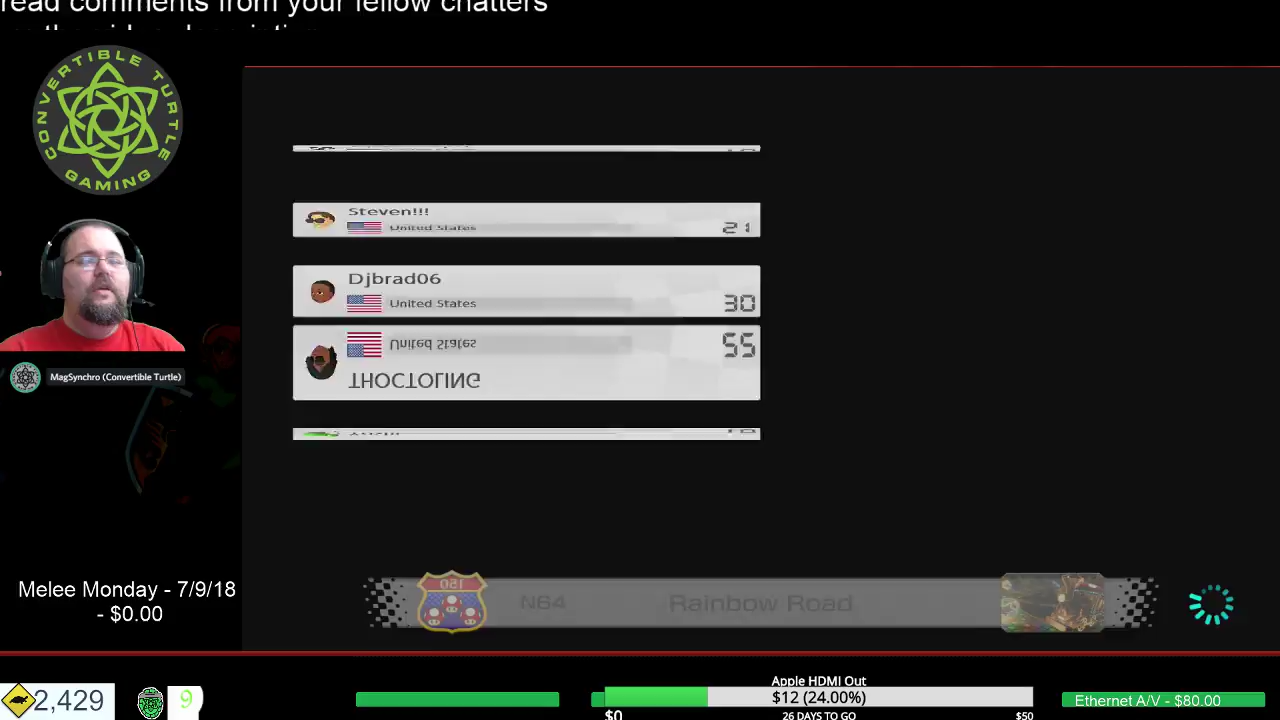 read comments from your fellow chatters
CONVERTIBLE TURTLE
GAMING
Steven!!!
United States
21
Djbrad06
United States
30
United States
55
THOCTOLING
MagSynchro (Convertible Turtle)
Melee Monday - 7/9/18
- $0.00
150
N64
Rainbow Road
2,429
9
Apple HDMI Out
$12 (24.00%)
$0
26 DAYS TO GO
$50
Ethernet A/V - $80.00